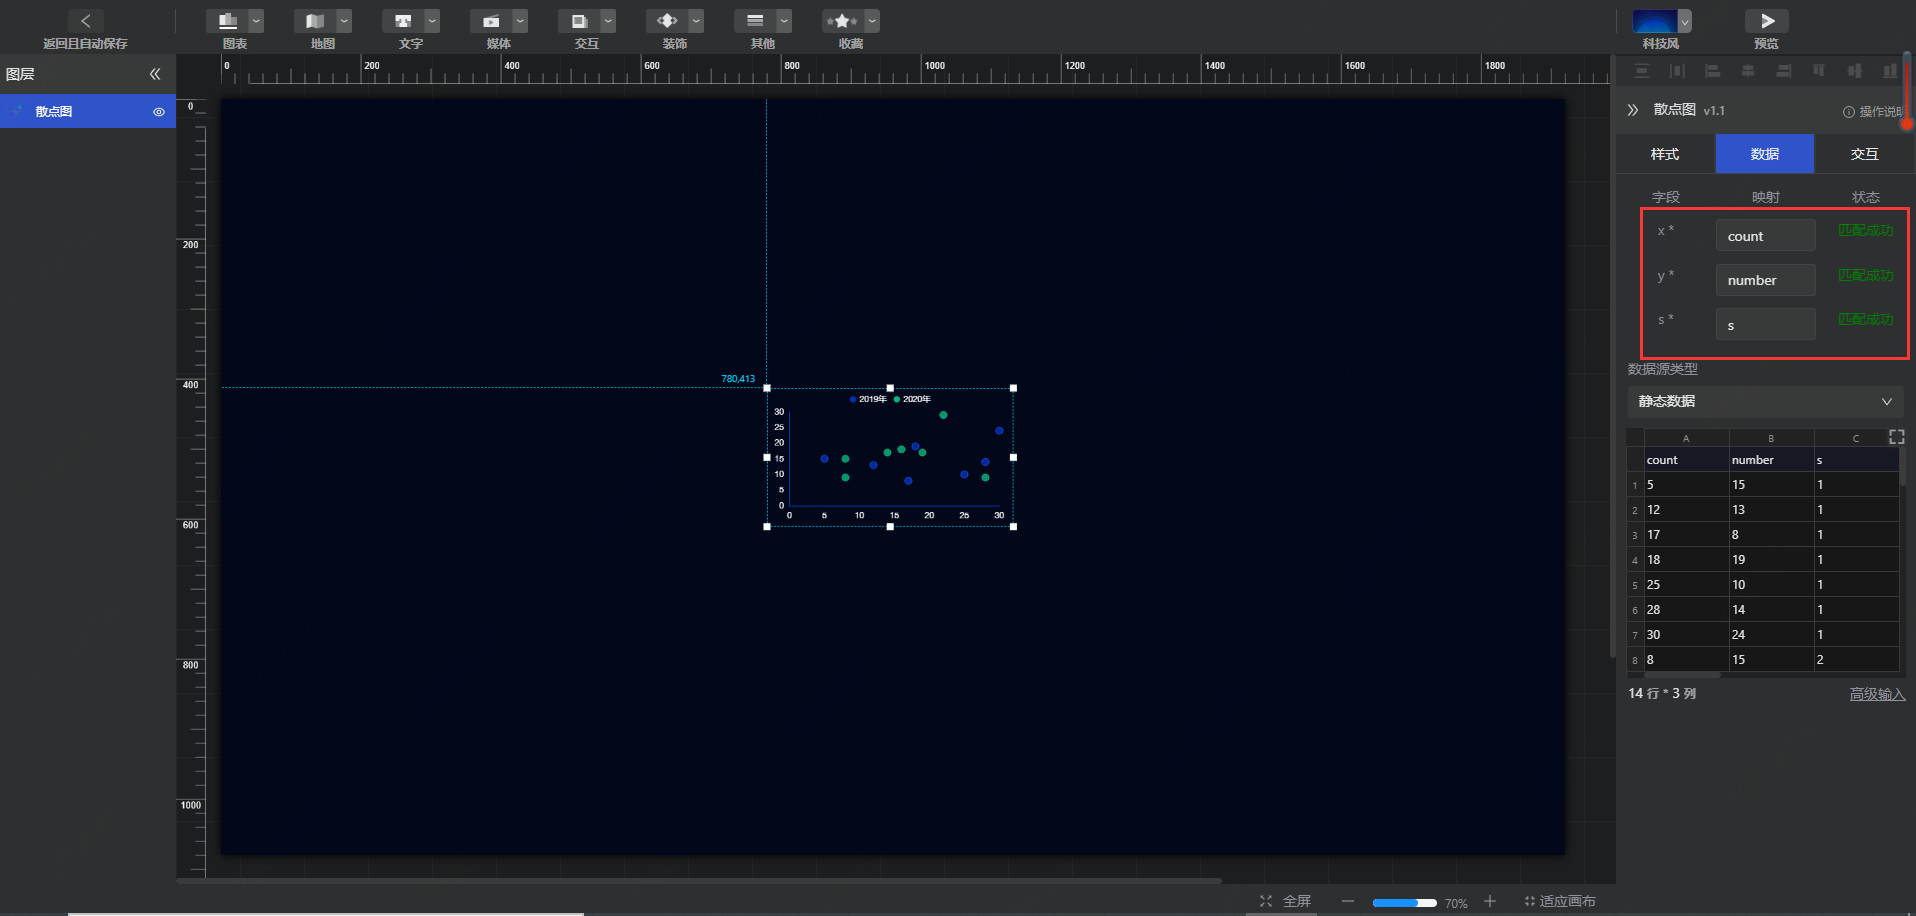 返回且自动保存
图表
地图
文字
媒体
交互
装饰
其他
收藏
科技风
预览
图层
散点图
0 200 400 600 800 1000 1200 1400 1600 1800
0
200
400
600
800
1000
780,413
2019年 2020年
30
25
20
15
10
5
0
0 5 10 15 20 25 30
散点图 v1.1
操作说明
样式 数据 交互
字段 映射 状态
x * count 匹配成功
y * number 匹配成功
s * s 匹配成功
数据源类型
静态数据
A B C
count number s
1 5 15 1
2 12 13 1
3 17 8 1
4 18 19 1
5 25 10 1
6 28 14 1
7 30 24 1
8 8 15 2
14 行 * 3 列
高级输入
全屏
70%
适应画布